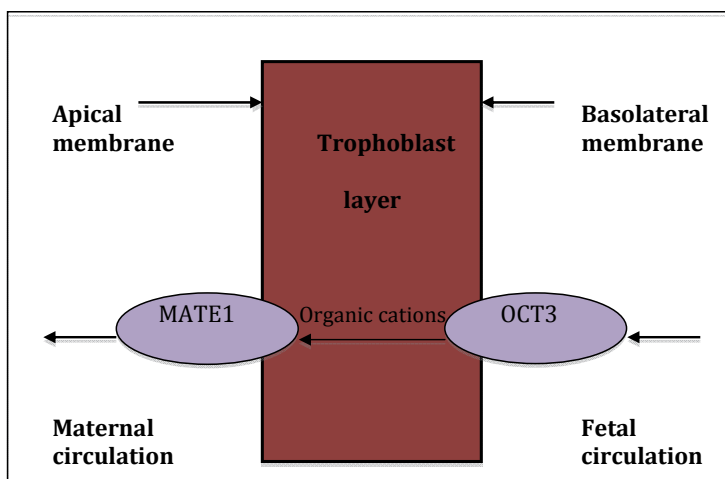 Apical
membrane
Trophoblast
layer
Basolateral
membrane
MATE1
Organic cations
OCT3
Maternal
circulation
Fetal
circulation